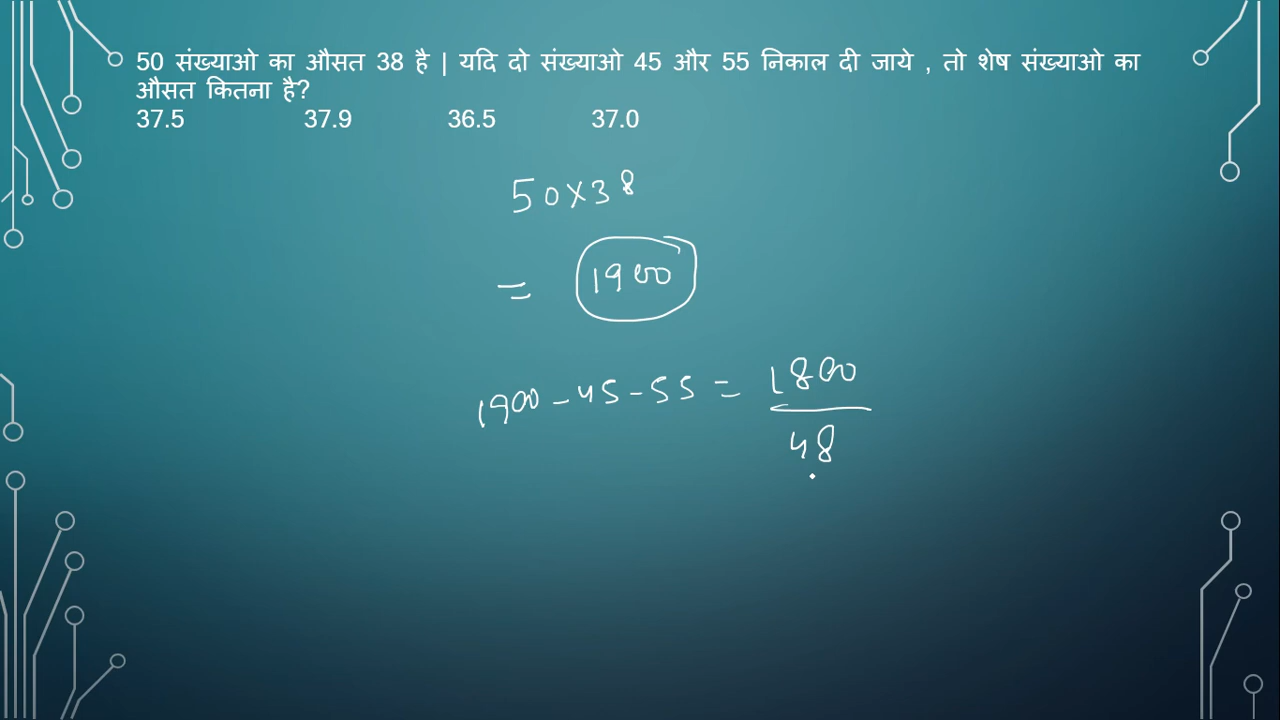 50 संख्याओ का औसत 38 है | यदि दो संख्याओ 45 और 55 निकाल दी जाये , तो शेष संख्याओ का
औसत कितना है?
37.5 37.9 36.5 37.0
50×38
= 1900
1900-45-55 = 1800
48